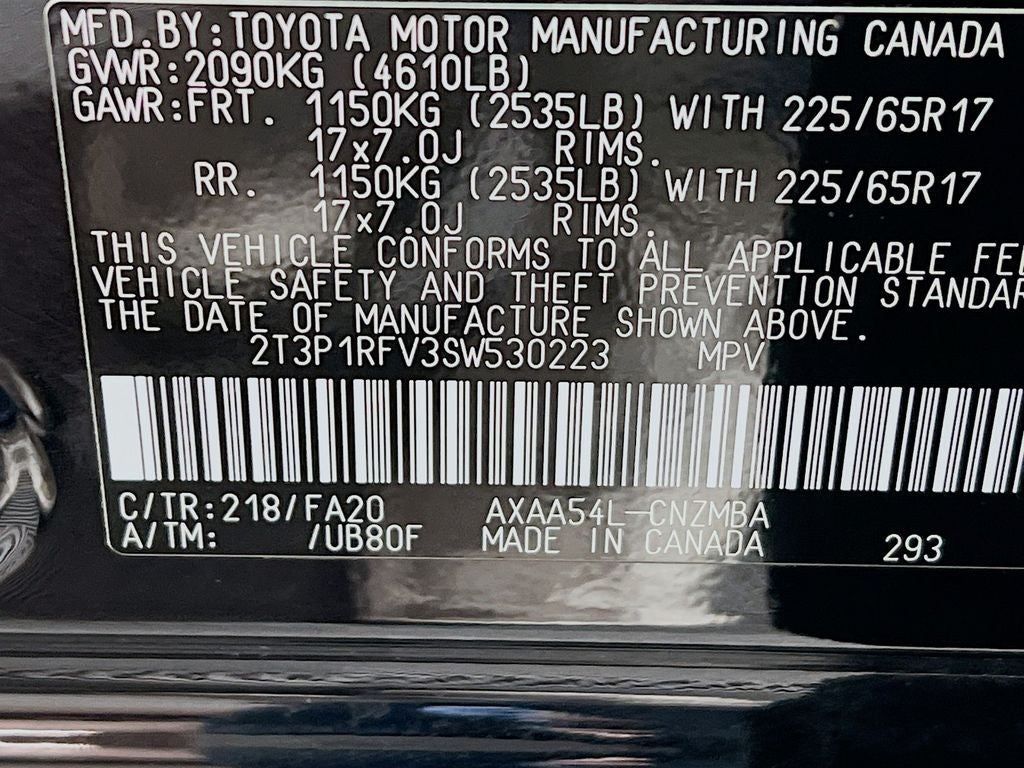 MFD.BY:TOYOTA MOTOR MANUFACTURING CANADA
GVWR:2090KG (4610LB)
GAWR:FRT. 1150KG (2535LB) WITH 225/65R17
17x7.0J RIMS.
RR. 1150KG (2535LB) WITH 225/65R17
17x7.0J RIMS.
THIS VEHICLE CONFORMS TO ALL APPLICABLE
VEHICLE SAFETY AND THEFT PREVENTION
THE DATE OF MANUFACTURE SHOWN ABOVE.
2T3P1RFV3SW530223 MPV
C/TR:218/FA20 AXAA54L-CNZMBA
A/TM: /UB80F MADE IN CANADA 293